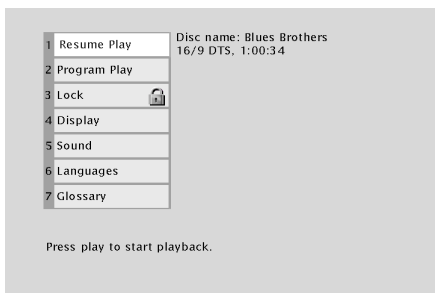 1 Resume Play
Disc name: Blues Brothers
16/9 DTS, 1:00:34
2 Program Play
3 Lock
4 Display
5 Sound
6 Languages
7 Glossary
Press play to start playback.